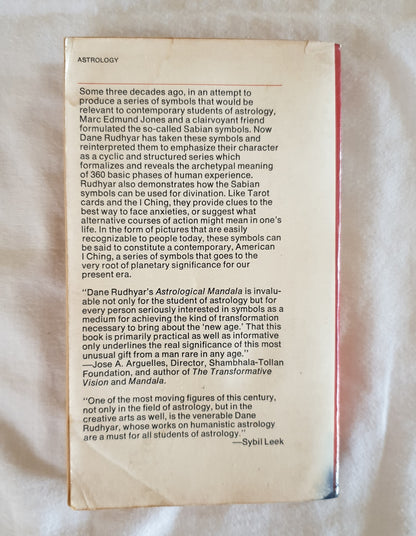 ASTROLOGY
Some three decades ago, in an attempt to
produce a series of symbols that would be
relevant to contemporary students of astrology,
Marc Edmund Jones and a clairvoyant friend
formulated the so-called Sabian symbols. Now
Dane Rudhyar has taken these symbols and
reinterpreted them to emphasize their character
as a cyclic and structured series which
formalizes and reveals the archetypal meaning
of 360 basic phases of human experience.
Rudhyar also demonstrates how the Sabian
symbols can be used for divination. Like Tarot
cards and the I Ching, they provide clues to the
best way to face anxieties, or suggest what
alternative courses of action might mean in one's
life. In the form of pictures that are easily
recognizable to people today, these symbols can
be said to constitute a contemporary, American
I Ching, a series of symbols that goes to the
very root of planetary significance for our
present era.
"Dane Rudhyar's Astrological Mandala is invalu-
able not only for the student of astrology but for
every person seriously interested in symbols as a
medium for achieving the kind of transformation
necessary to bring about the 'new age.' That this
book is primarily practical as well as informative
only underlines the real significance of this most
unusual gift from a man rare in any age."
—Jose A. Arguelles, Director, Shambhala-Tollan
Foundation, and author of The Transformative
Vision and Mandala.
"One of the most moving figures of this century,
not only in the field of astrology, but in the
creative arts as well, is the venerable Dane
Rudhyar, whose works on humanistic astrology
are a must for all students of astrology."
—Sybil Leek